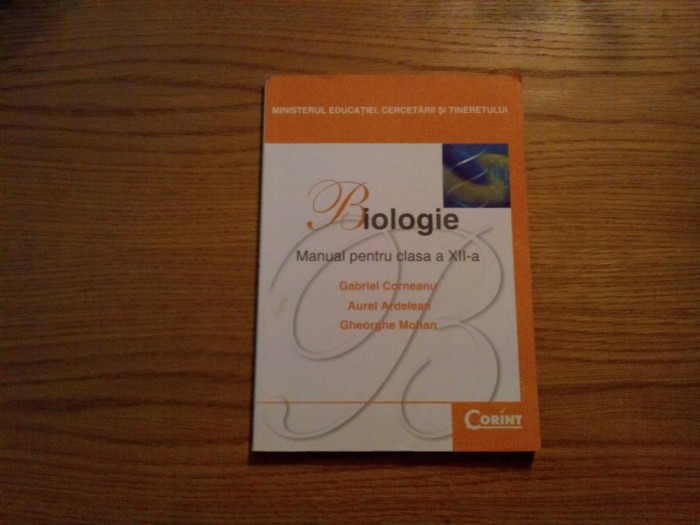 MINISTERUL EDUCAȚIEI, CERCETĂRII ȘI TINERETULUI
Biologie
Manual pentru clasa a XII-a
Gabriel Corneanu
Aurel Ardelean
Gheorghe Mohan
CORINT